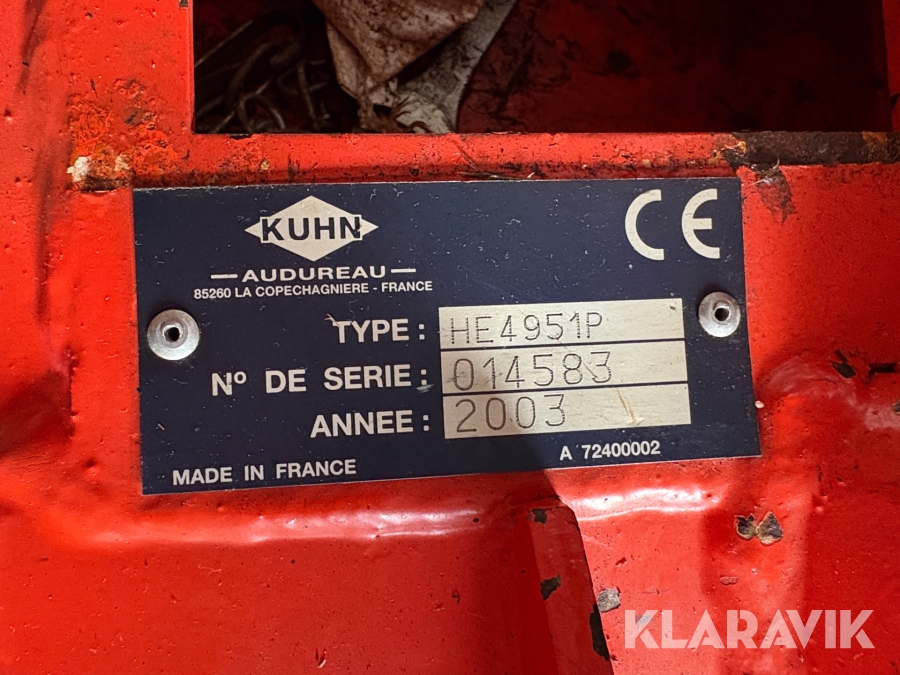 KUHN
CE
AUDUREAU
85260 LA COPECHAGNIERE - FRANCE
TYPE : HE4951P
Nº DE SERIE : 014583
ANNEE : 2003
MADE IN FRANCE
A 72400002
KLARAVIK